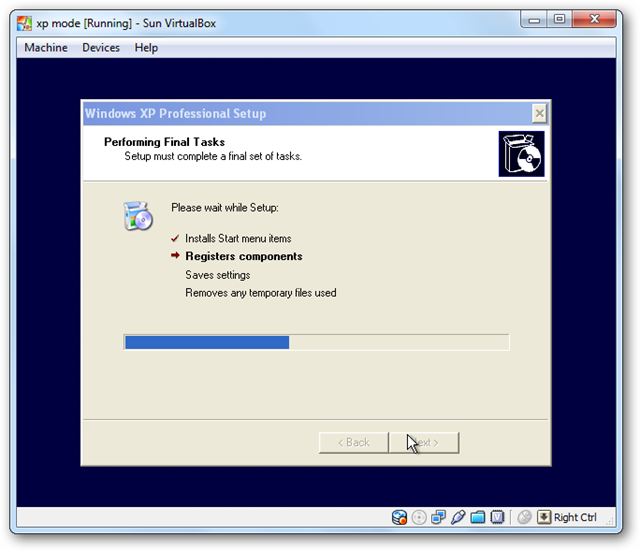 xp mode [Running] - Sun VirtualBox
Machine Devices Help
Windows XP Professional Setup
Performing Final Tasks
Setup must complete a final set of tasks.
Please wait while Setup:
Installs Start menu items
Registers components
Saves settings
Removes any temporary files used
< Back ext >
Right Ctrl